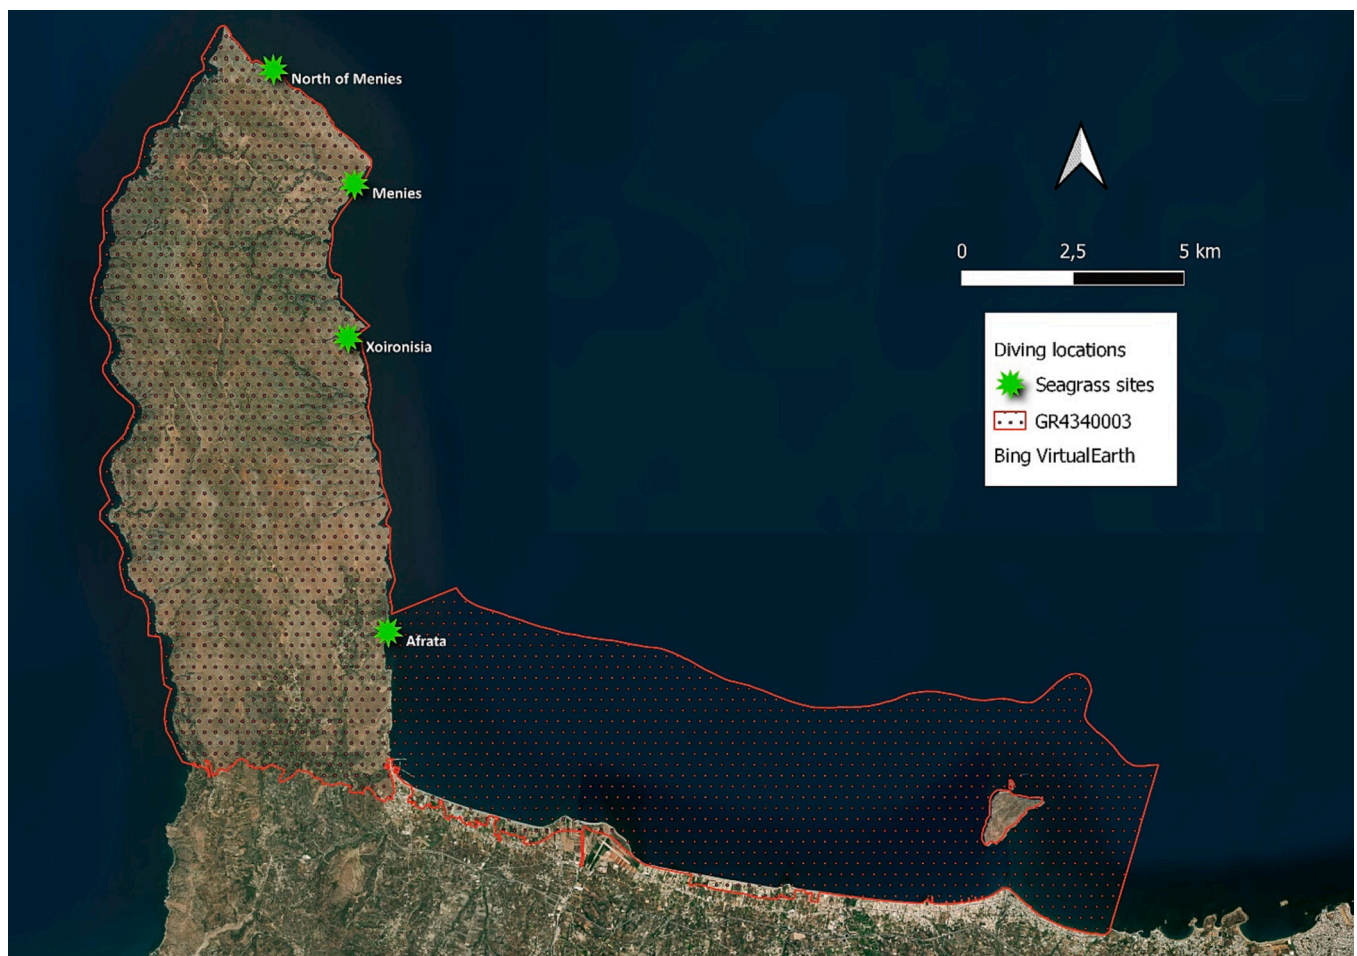 North of Menies
Menies
0 2,5 5 km
Xoironisia
Diving locations
Seagrass sites
GR4340003
Bing VirtualEarth
Afrata